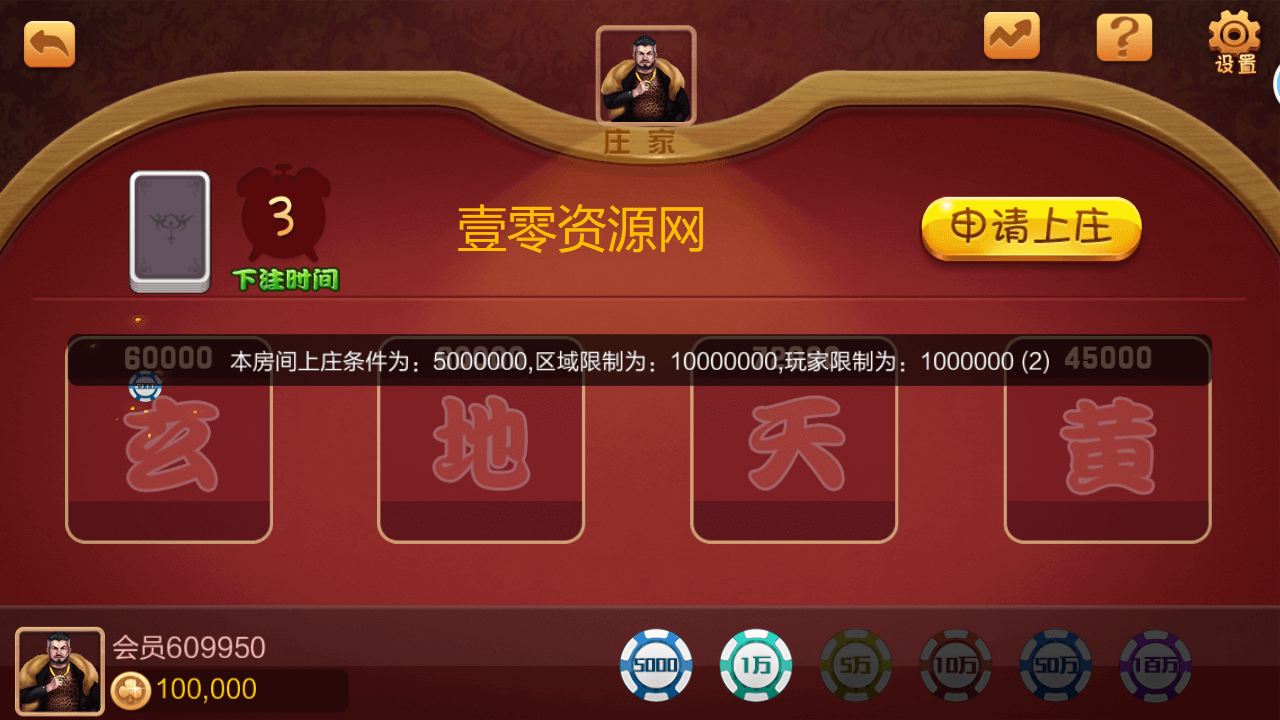 设置
庄家
3
下注时间
壹零资源网
申请上庄
60000
45000
本房间上庄条件为：5000000,区域限制为：10000000,玩家限制为：1000000 (2)
玄
地
天
黄
会员609950
100,000
5000
1万
5万
10万
50万
1百万